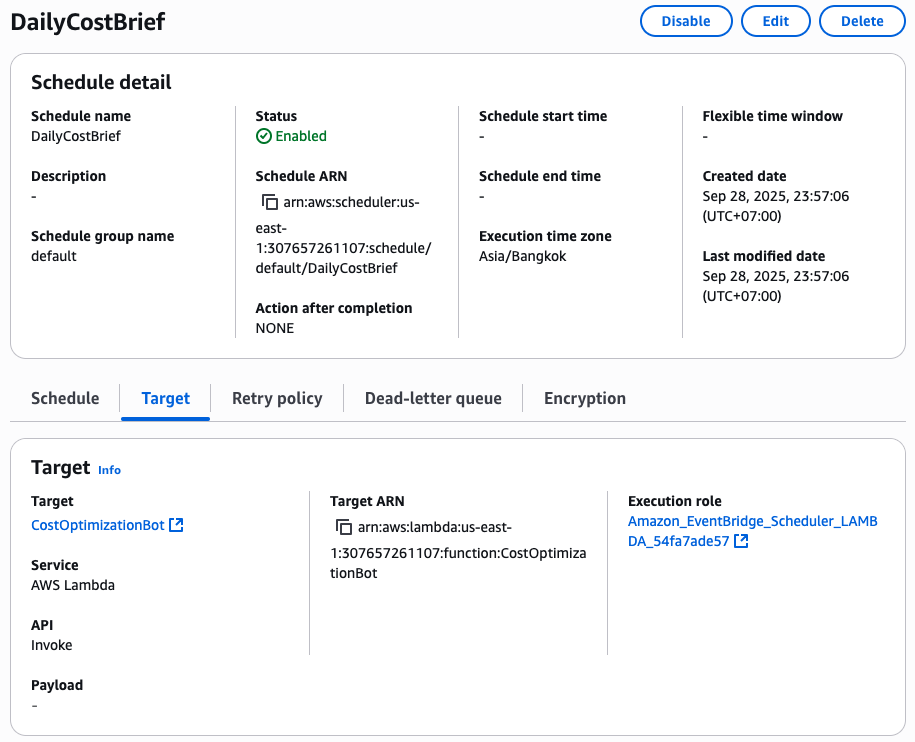 DailyCostBrief
Disable
Edit
Delete
Schedule detail
Schedule name
DailyCostBrief
Description
-
Schedule group name
default
Status
Enabled
Schedule ARN
arn:aws:scheduler:us-
east-
1:307657261107:schedule/
default/DailyCostBrief
Action after completion
NONE
Schedule start time
-
Schedule end time
-
Execution time zone
Asia/Bangkok
Flexible time window
-
Created date
Sep 28, 2025, 23:57:06
(UTC+07:00)
Last modified date
Sep 28, 2025, 23:57:06
(UTC+07:00)
Schedule
Target
Retry policy
Dead-letter queue
Encryption
Target Info
Target
CostOptimizationBot
Service
AWS Lambda
API
Invoke
Payload
-
Target ARN
arn:aws:lambda:us-east-
1:307657261107:function:CostOptimiza
tionBot
Execution role
Amazon_EventBridge_Scheduler_LAMB
DA_54fa7ade57